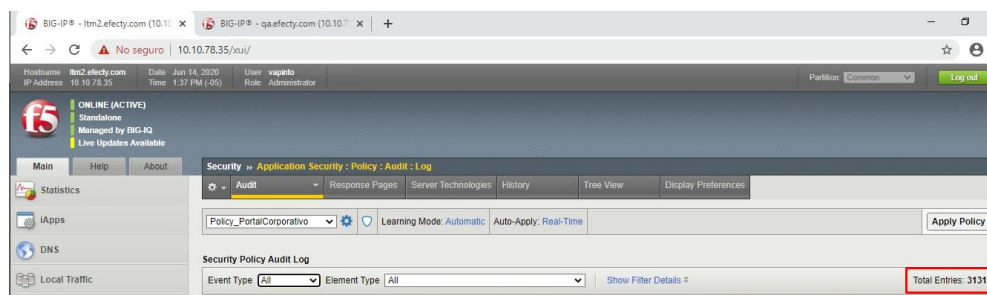 BIG-IP® - ltm2.efecty.com (10.10
BIG-IP® - qa.efecty.com (10.10.7
No seguro | 10.10.78.35/xui/
Hostname ltm2.efecty.com Date Jun 14, 2020 User vapinto
IP Address 10.10.78.35 Time 1:37 PM (-05) Role Administrator
Partition: Common Log out
f5
ONLINE (ACTIVE)
Standalone
Managed by BIG-IQ
Live Updates Available
Main Help About
Security ›› Application Security : Policy : Audit : Log
Audit Response Pages Server Technologies History Tree View Display Preferences
Statistics
iApps
DNS
Local Traffic
Policy_PortalCorporativo Learning Mode: Automatic Auto-Apply: Real-Time Apply Policy
Security Policy Audit Log
Event Type All Element Type All Show Filter Details Total Entries: 3131